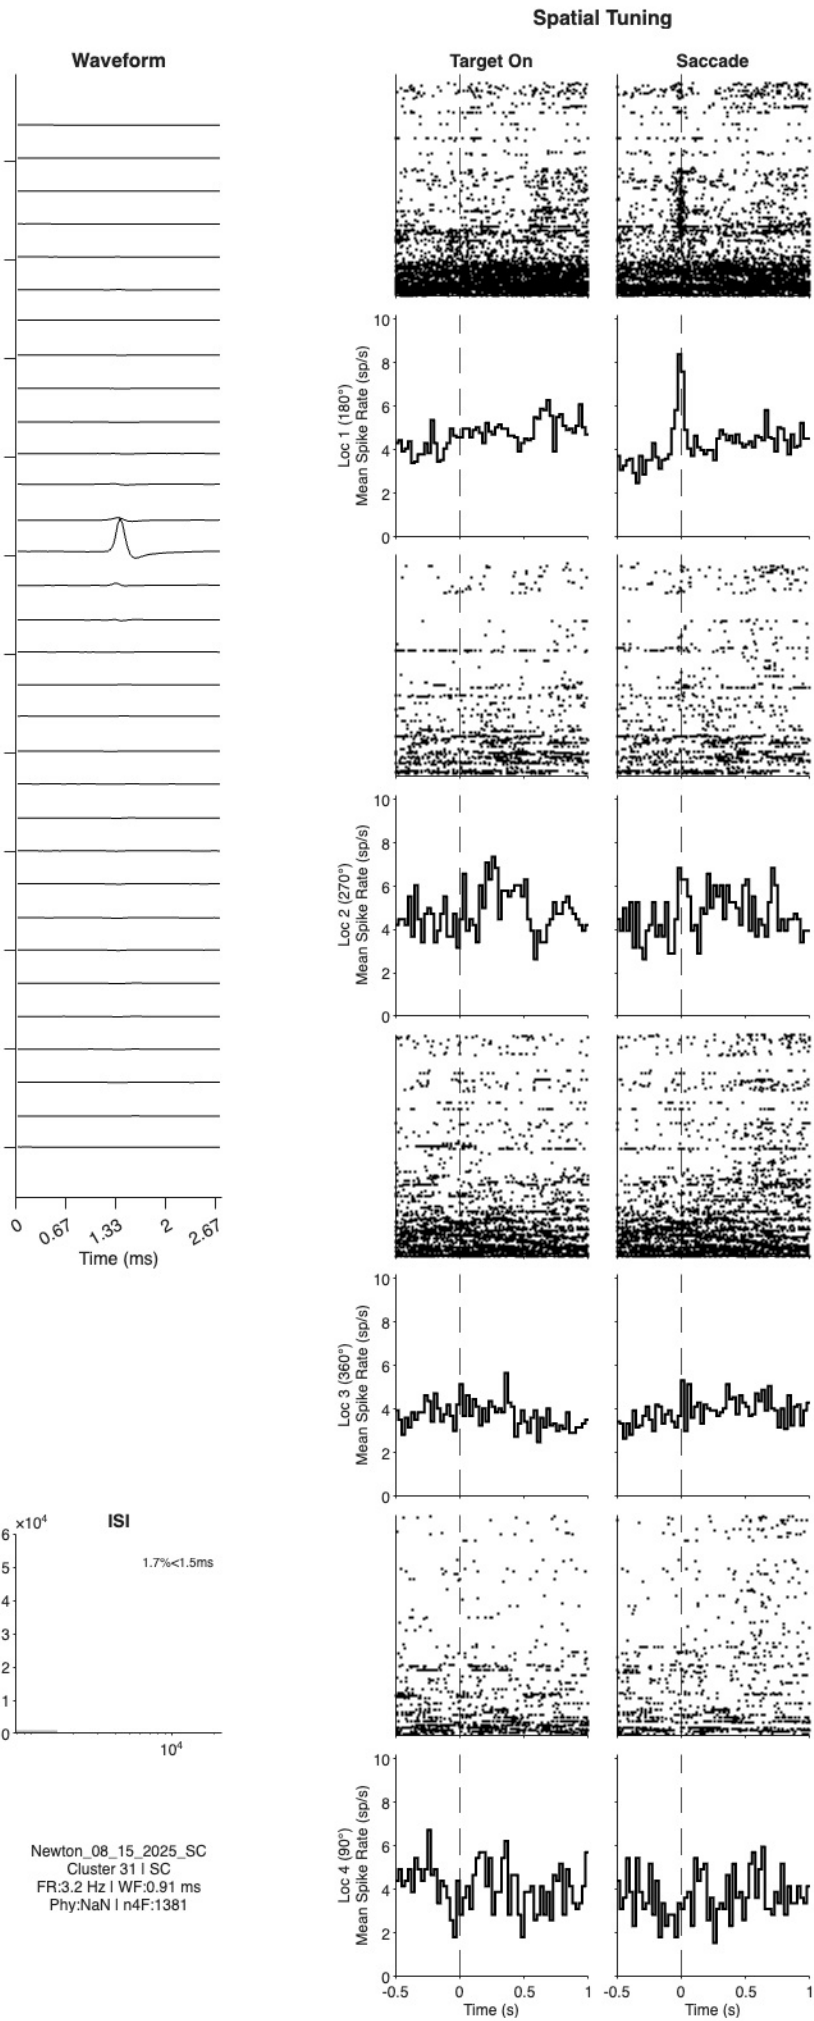 Spatial Tuning
Waveform
Target On
Saccade
10
8
6
4
2
0
Loc 1 (180°)
Mean Spike Rate (sp/s)
10
8
6
4
2
0
Loc 2 (270°)
Mean Spike Rate (sp/s)
0
0.67
1.33
2
2.67
Time (ms)
10
8
6
4
2
0
Loc 3 (360°)
Mean Spike Rate (sp/s)
×10⁴
ISI
1.7%<1.5ms
6
5
4
3
2
1
0
10⁴
Newton_08_15_2025_SC
Cluster 31 | SC
FR:3.2 Hz | WF:0.91 ms
Phy:NaN | n4F:1381
10
8
6
4
2
0
Loc 4 (90°)
Mean Spike Rate (sp/s)
-0.5 0 0.5 1
Time (s)
-0.5 0 0.5 1
Time (s)